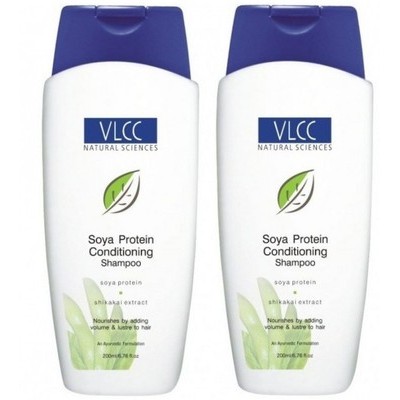 VLCC
NATURAL SCIENCES
Soya Protein
Conditioning
Shampoo
soya protein
shikakai extract
Nourishes by adding
volume & lustre to hair
An Ayurvedic Formulation
200ml/6.76 fl oz
VLCC
NATURAL SCIENCES
Soya Protein
Conditioning
Shampoo
soya protein
shikakai extract
Nourishes by adding
volume & lustre to hair
An Ayurvedic Formulation
200ml/6.76 fl oz